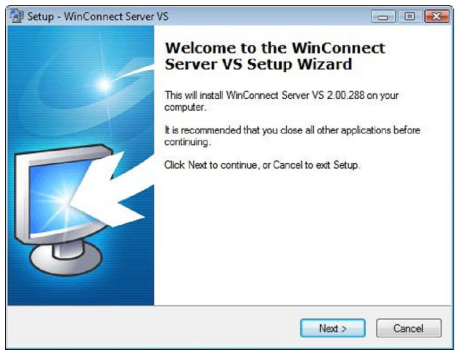 Setup - WinConnect Server VS
Welcome to the WinConnect
Server VS Setup Wizard
This will install WinConnect Server VS 2.00.288 on your
computer.
It is recommended that you close all other applications before
continuing.
Click Next to continue, or Cancel to exit Setup.
Next >
Cancel